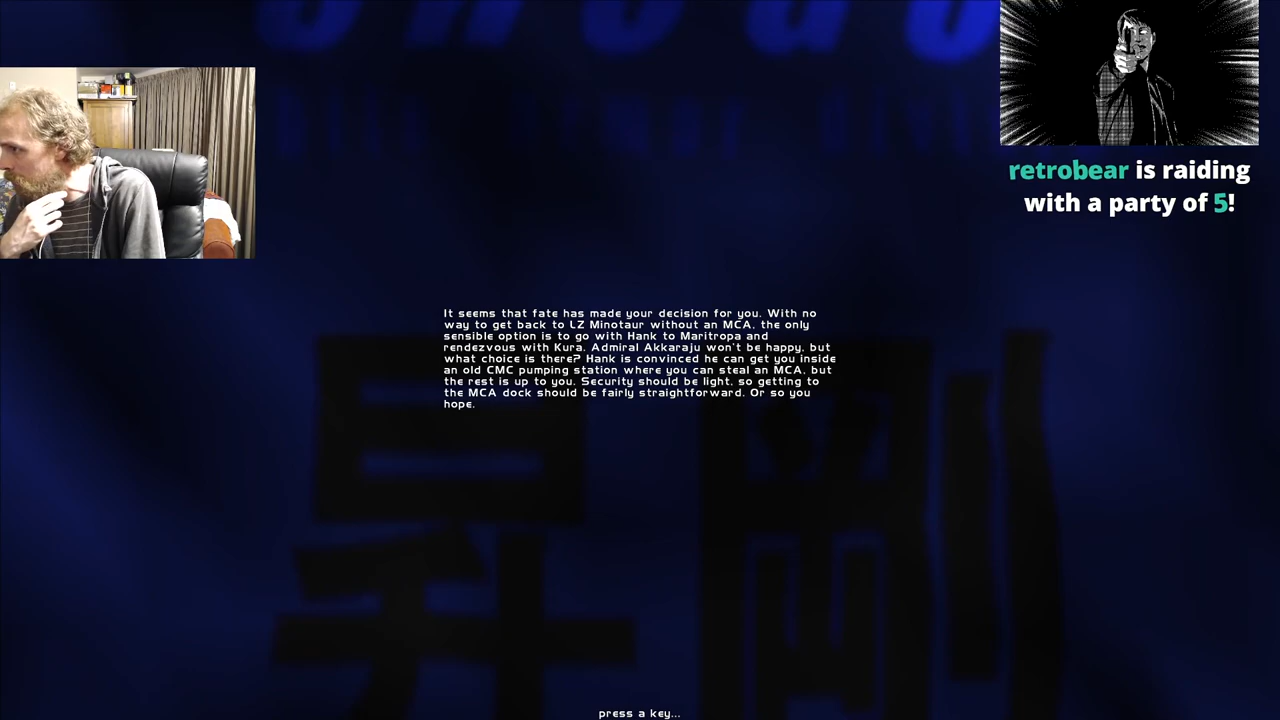 retrobear is raiding
with a party of 5!
It seems that fate has made your decision for you. With no
way to get back to LZ Minotaur without an MCA, the only
sensible option is to go with Hank to Maritropa and
rendezvous with Kura. Admiral Akkaraju won't be happy, but
what choice is there? Hank is convinced he can get you inside
an old CMC pumping station where you can steal an MCA, but
the rest is up to you. Security should be light, so getting to
the MCA dock should be fairly straightforward. Or so you
hope.
昇剛
press a key...